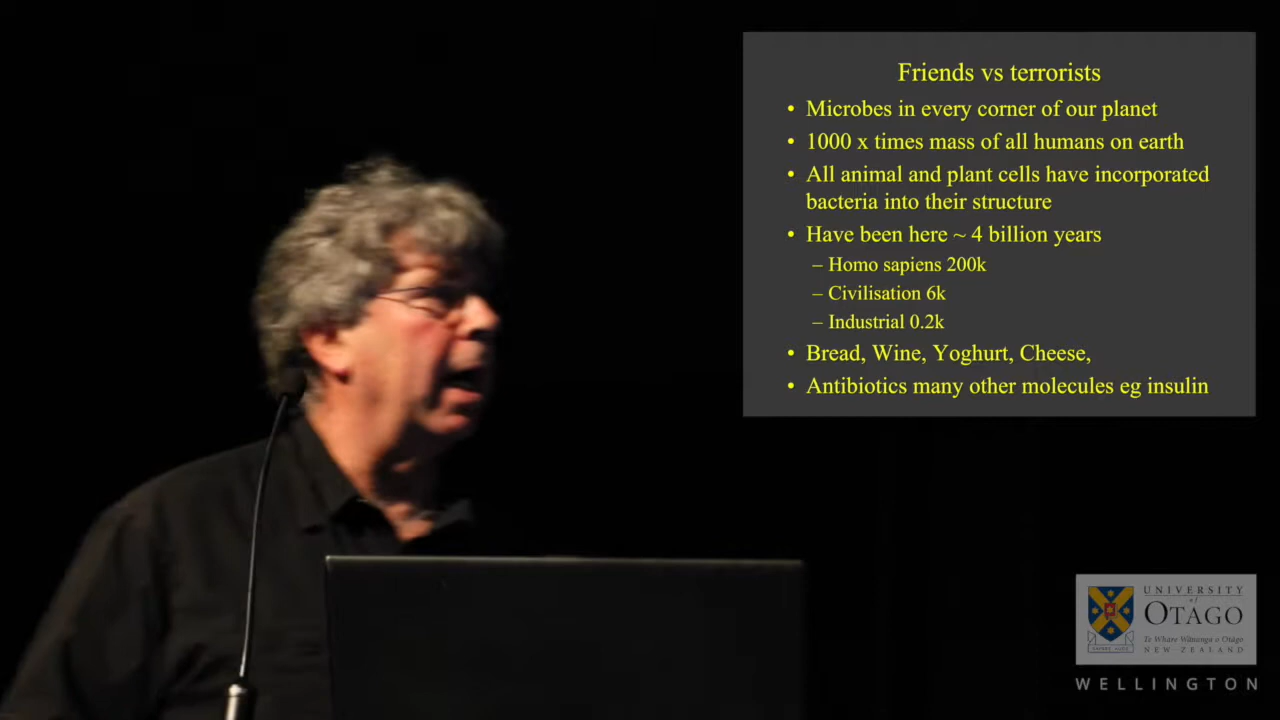 Friends vs terrorists
• Microbes in every corner of our planet
• 1000 x times mass of all humans on earth
• All animal and plant cells have incorporated
bacteria into their structure
• Have been here ~ 4 billion years
– Homo sapiens 200k
– Civilisation 6k
– Industrial 0.2k
• Bread, Wine, Yoghurt, Cheese,
• Antibiotics many other molecules eg insulin
UNIVERSITY
of
OTAGO
Te Whare Wānanga o Otāgo
NEW ZEALAND
WELLINGTON